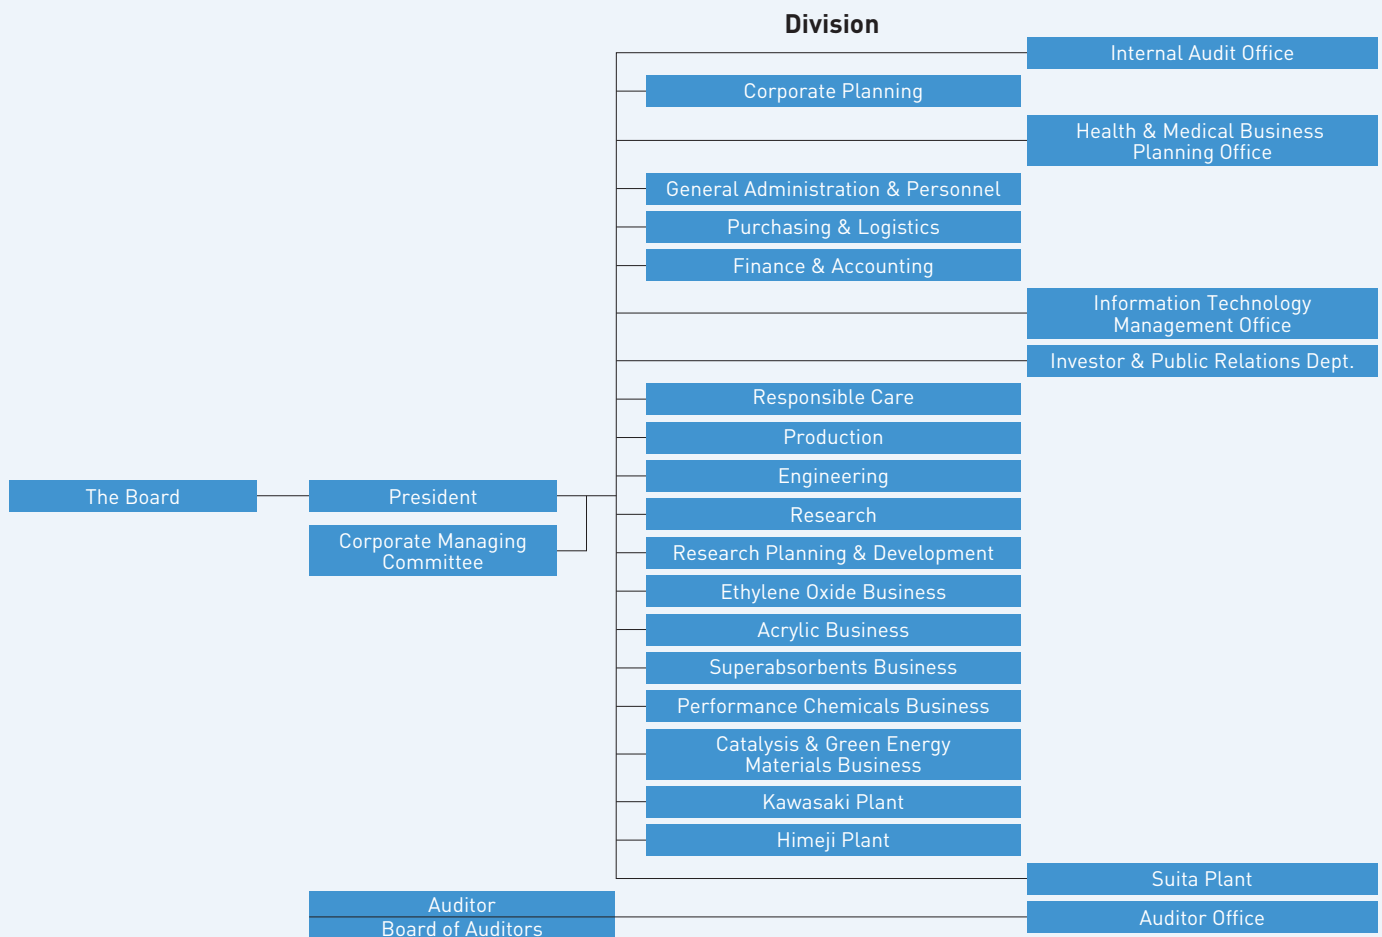 Division
Internal Audit Office
Corporate Planning
Health & Medical Business
Planning Office
General Administration & Personnel
Purchasing & Logistics
Finance & Accounting
Information Technology
Management Office
Investor & Public Relations Dept.
Responsible Care
Production
Engineering
The Board
President
Research
Corporate Managing
Committee
Research Planning & Development
Ethylene Oxide Business
Acrylic Business
Superabsorbents Business
Performance Chemicals Business
Catalysis & Green Energy
Materials Business
Kawasaki Plant
Himeji Plant
Suita Plant
Auditor
Board of Auditors
Auditor Office